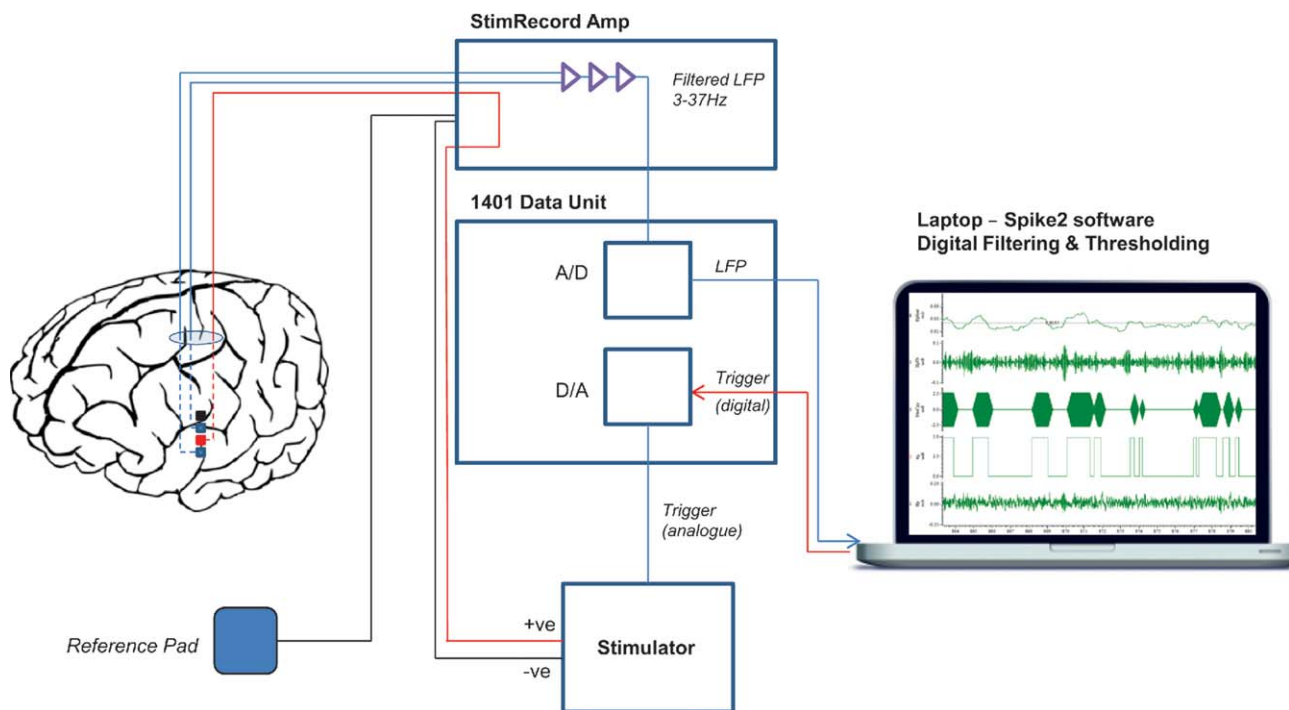 StimRecord Amp
Filtered LFP
3-37Hz
1401 Data Unit
A/D
LFP
D/A
Trigger
(digital)
Laptop – Spike2 software
Digital Filtering & Thresholding
Trigger
(analogue)
Reference Pad
+ve
-ve
Stimulator